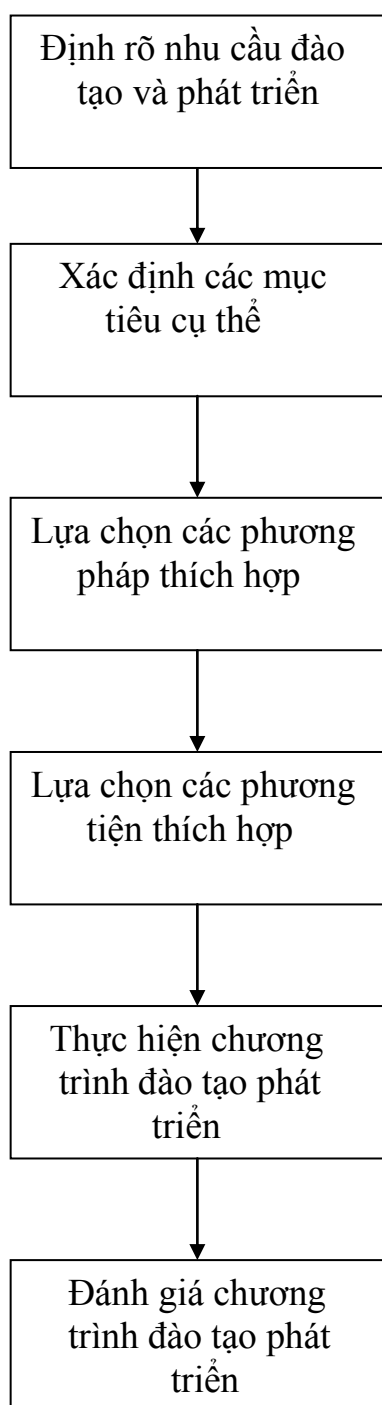 Định rõ nhu cầu đào
tạo và phát triển
Xác định các mục
tiêu cụ thể
Lựa chọn các phương
pháp thích hợp
Lựa chọn các phương
tiện thích hợp
Thực hiện chương
trình đào tạo phát
triển
Đánh giá chương
trình đào tạo phát
triển